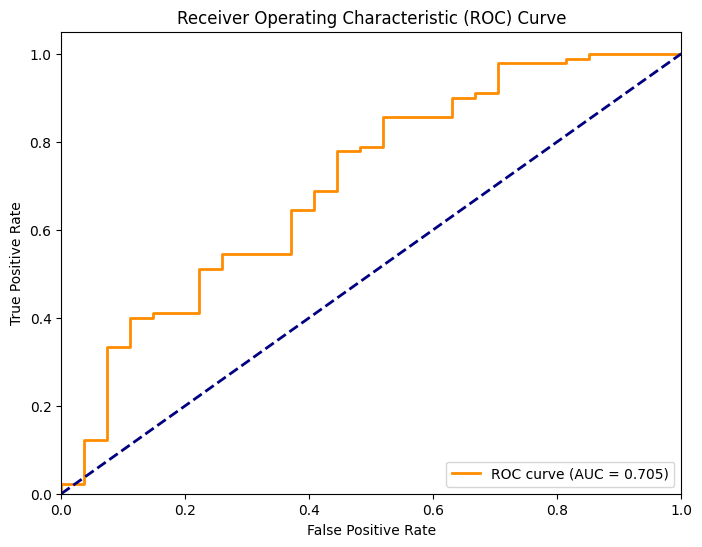 Receiver Operating Characteristic (ROC) Curve
1.0
0.8
0.6
0.4
0.2
0.0
True Positive Rate
ROC curve (AUC = 0.705)
0.0 0.2 0.4 0.6 0.8 1.0
False Positive Rate